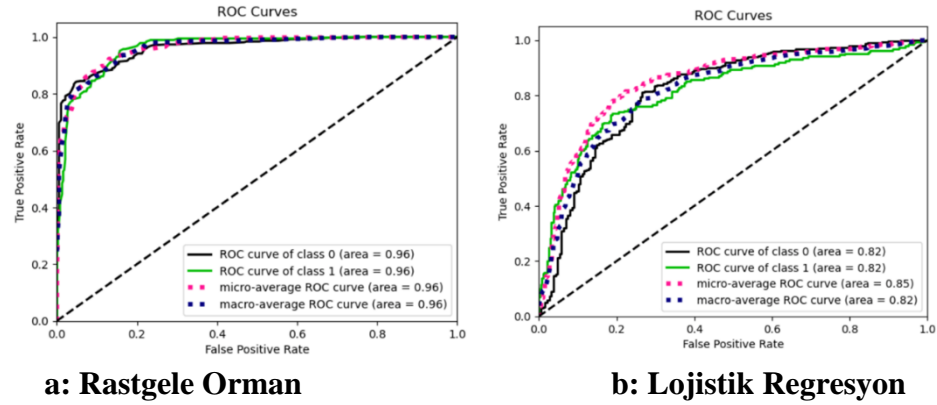 ROC Curves
1.0
0.8
0.6
0.4
0.2
0.0
True Positive Rate
ROC curve of class 0 (area = 0.96)
ROC curve of class 1 (area = 0.96)
micro-average ROC curve (area = 0.96)
macro-average ROC curve (area = 0.96)
0.0 0.2 0.4 0.6 0.8 1.0
False Positive Rate
a: Rastgele Orman
ROC Curves
1.0
0.8
0.6
0.4
0.2
0.0
True Positive Rate
ROC curve of class 0 (area = 0.82)
ROC curve of class 1 (area = 0.82)
micro-average ROC curve (area = 0.85)
macro-average ROC curve (area = 0.82)
0.0 0.2 0.4 0.6 0.8 1.0
False Positive Rate
b: Lojistik Regresyon